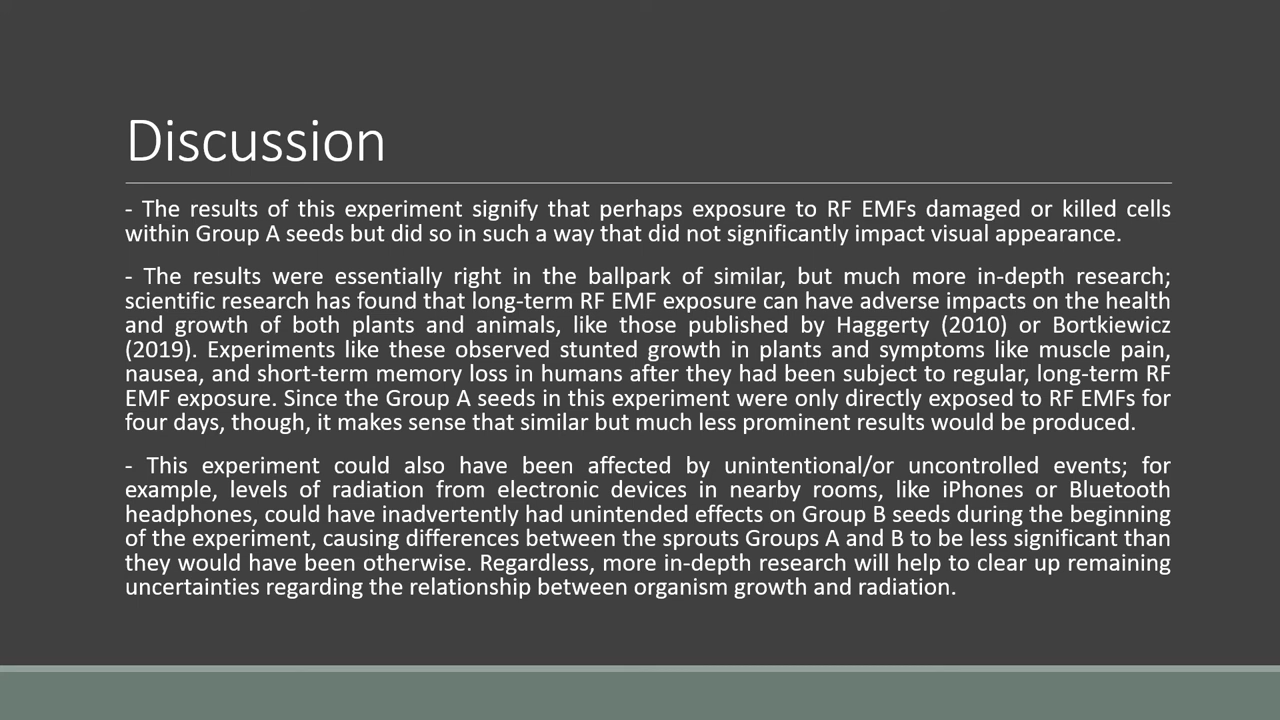 Discussion
- The results of this experiment signify that perhaps exposure to RF EMFs damaged or killed cells
within Group A seeds but did so in such a way that did not significantly impact visual appearance.
- The results were essentially right in the ballpark of similar, but much more in-depth research;
scientific research has found that long-term RF EMF exposure can have adverse impacts on the health
and growth of both plants and animals, like those published by Haggerty (2010) or Bortkiewicz
(2019). Experiments like these observed stunted growth in plants and symptoms like muscle pain,
nausea, and short-term memory loss in humans after they had been subject to regular, long-term RF
EMF exposure. Since the Group A seeds in this experiment were only directly exposed to RF EMFs for
four days, though, it makes sense that similar but much less prominent results would be produced.
- This experiment could also have been affected by unintentional/or uncontrolled events; for
example, levels of radiation from electronic devices in nearby rooms, like iPhones or Bluetooth
headphones, could have inadvertently had unintended effects on Group B seeds during the beginning
of the experiment, causing differences between the sprouts Groups A and B to be less significant than
they would have been otherwise. Regardless, more in-depth research will help to clear up remaining
uncertainties regarding the relationship between organism growth and radiation.